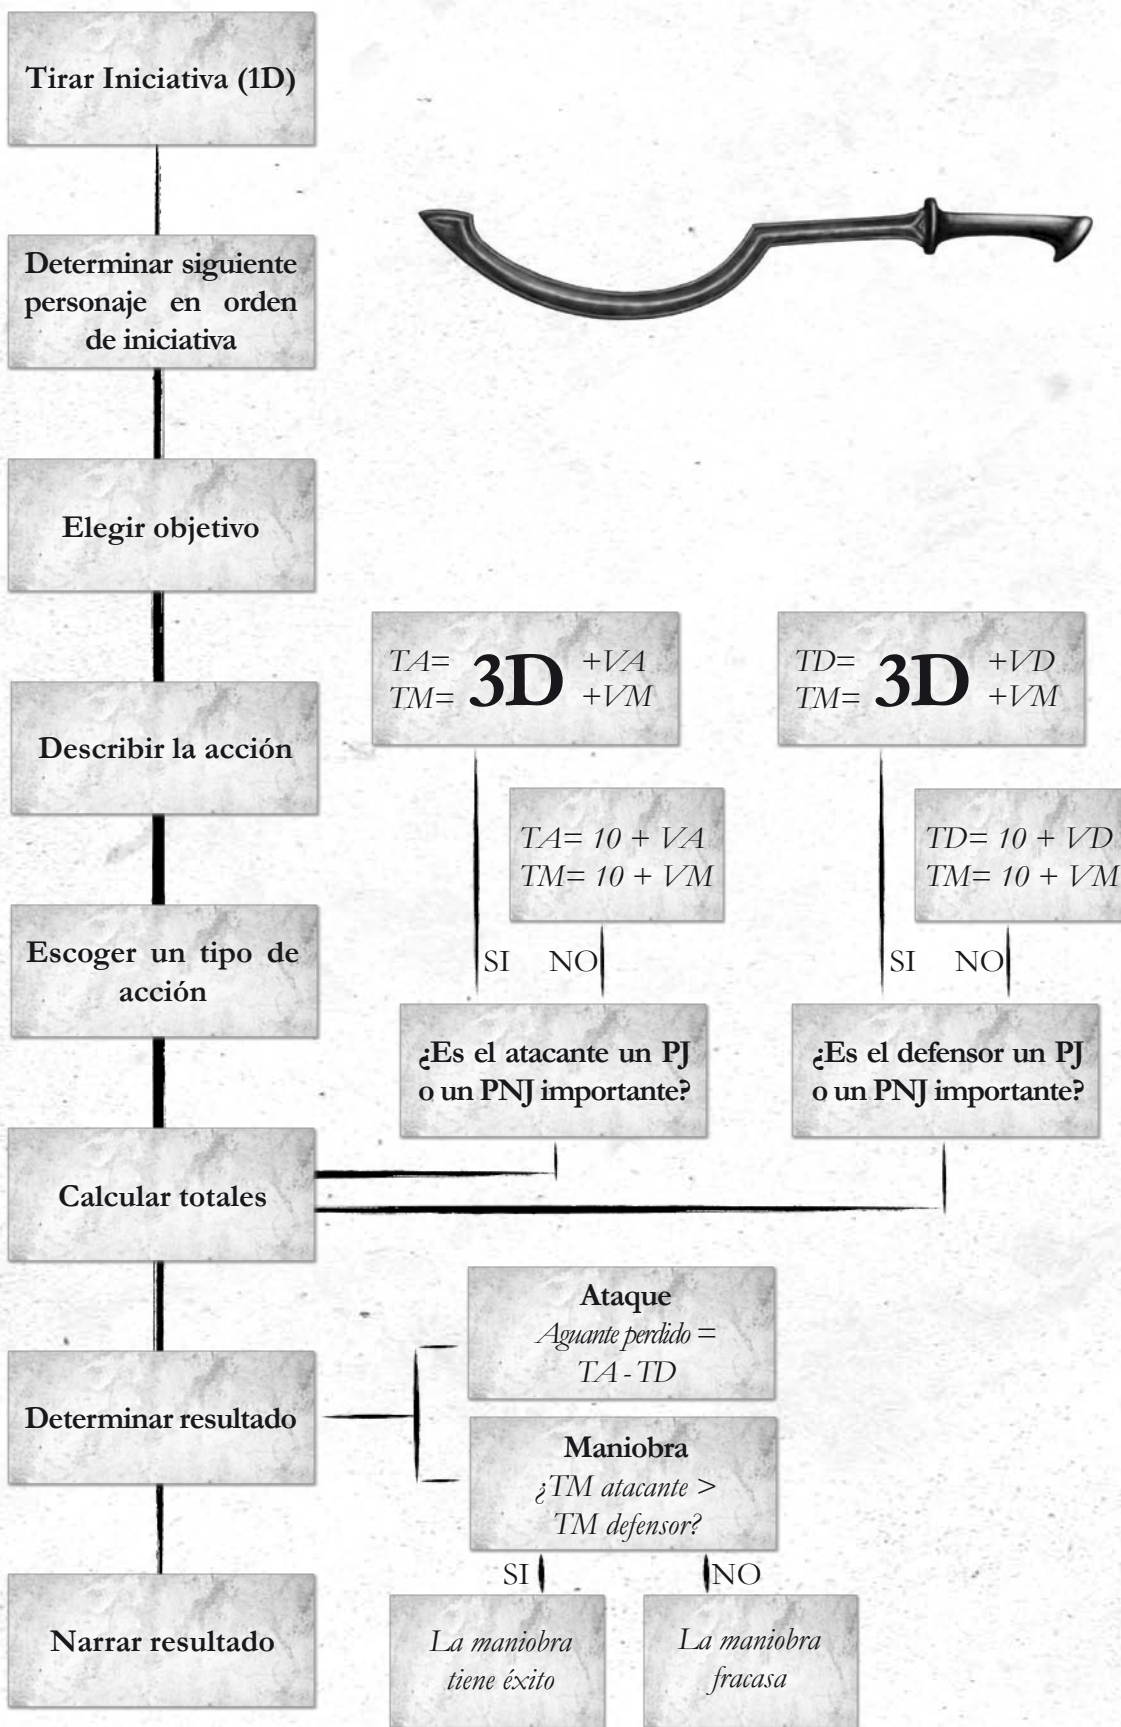 Tirar Iniciativa (1D)
Determinar siguiente
personaje en orden
de iniciativa
Elegir objetivo
Describir la acción
Escoger un tipo de
acción
Calcular totales
Determinar resultado
Narrar resultado
TA= 3D +VA
TM= +VM
TA= 10 + VA
TM= 10 + VM
SI NO
¿Es el atacante un PJ
o un PNJ importante?
TD= 3D +VD
TM= +VM
TD= 10 + VD
TM= 10 + VM
SI NO
¿Es el defensor un PJ
o un PNJ importante?
Ataque
Aguante perdido =
TA - TD
Maniobra
¿TM atacante >
TM defensor?
SI NO
La maniobra
tiene éxito
La maniobra
fracasa